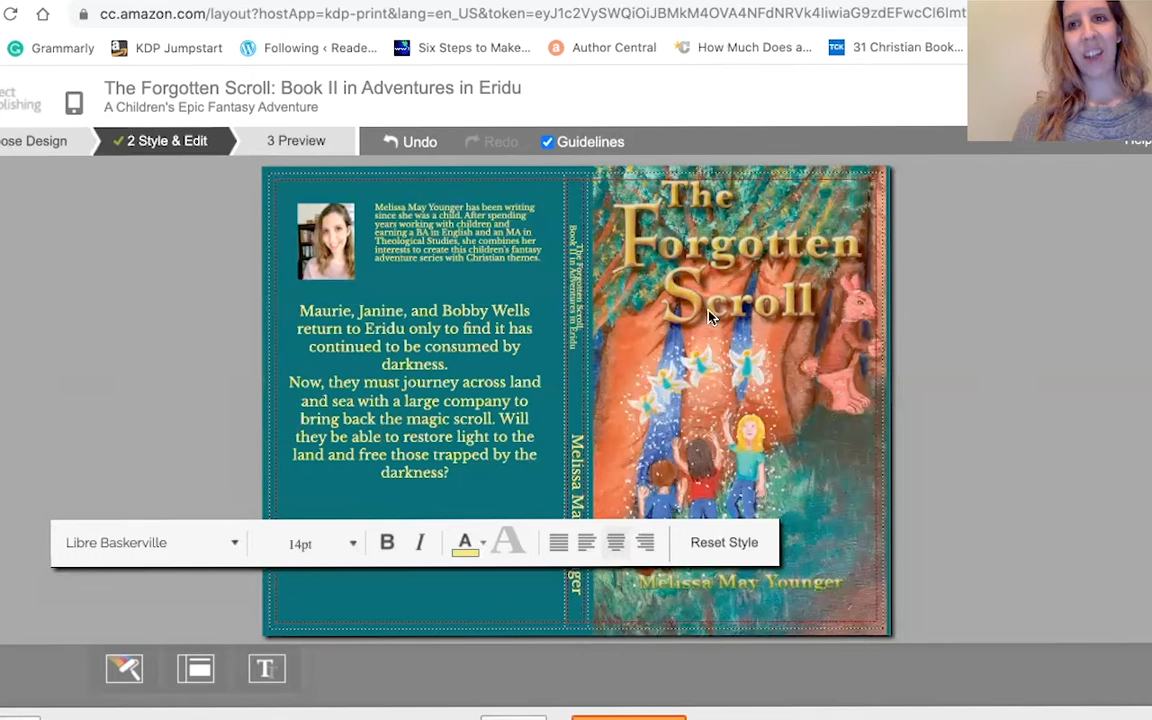 cc.amazon.com/layout?hostApp=kdp-print&lang=en_US&token=
Grammarly
KDP Jumpstart
Following ‹ Reade...
Six Steps to Make...
Author Central
How Much Does a...
31 Christian Book...
The Forgotten Scroll: Book II in Adventures in Eridu
A Children's Epic Fantasy Adventure
ect
plishing
ose Design
2 Style & Edit
3 Preview
Undo
Redo
Guidelines
Melissa May Younger has been writing
since she was a child. After spending
years working with children and
earning a BA in English and an MA in
Theological Studies, she combines her
interests to create this children's fantasy
adventure series with Christian themes.
Maurie, Janine, and Bobby Wells
return to Eridu only to find it has
continued to be consumed by
darkness.
Now, they must journey across land
and sea with a large company to
bring back the magic scroll. Will
they be able to restore light to the
land and free those trapped by the
darkness?
The Forgotten Scroll:
Book II in Adventures in Eridu
Melissa Ma
nger
The
Forgotten
Scroll
Melissa May Younger
Libre Baskerville
14pt
B
I
A
A
Reset Style
T